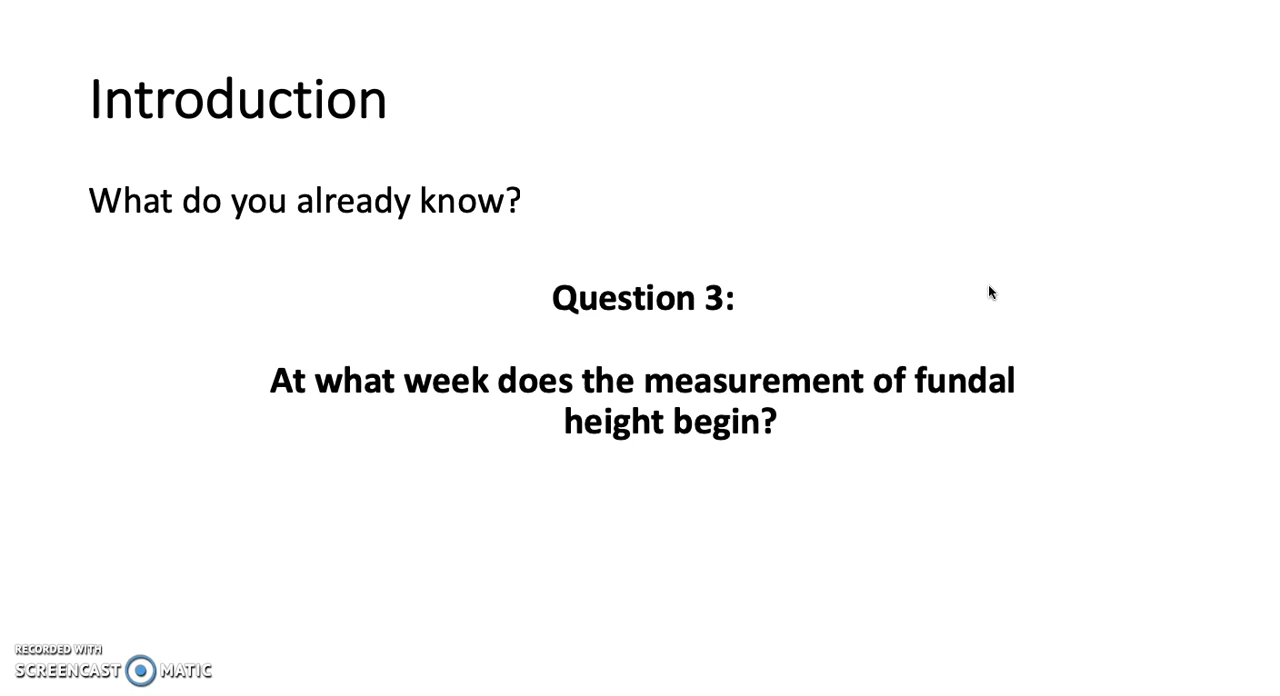 Introduction
What do you already know?
Question 3:
At what week does the measurement of fundal
height begin?
RECORDED WITH
SCREENCAST MATIC